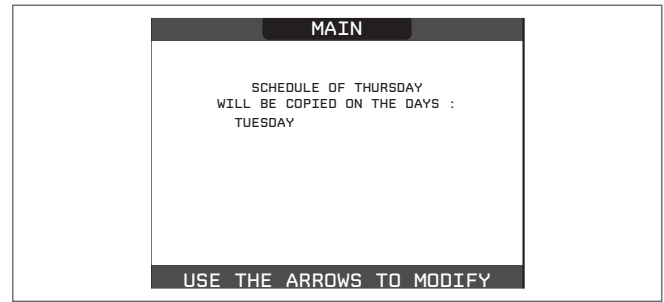 MAIN
SCHEDULE OF THURSDAY
WILL BE COPIED ON THE DAYS :
TUESDAY
USE THE ARROWS TO MODIFY